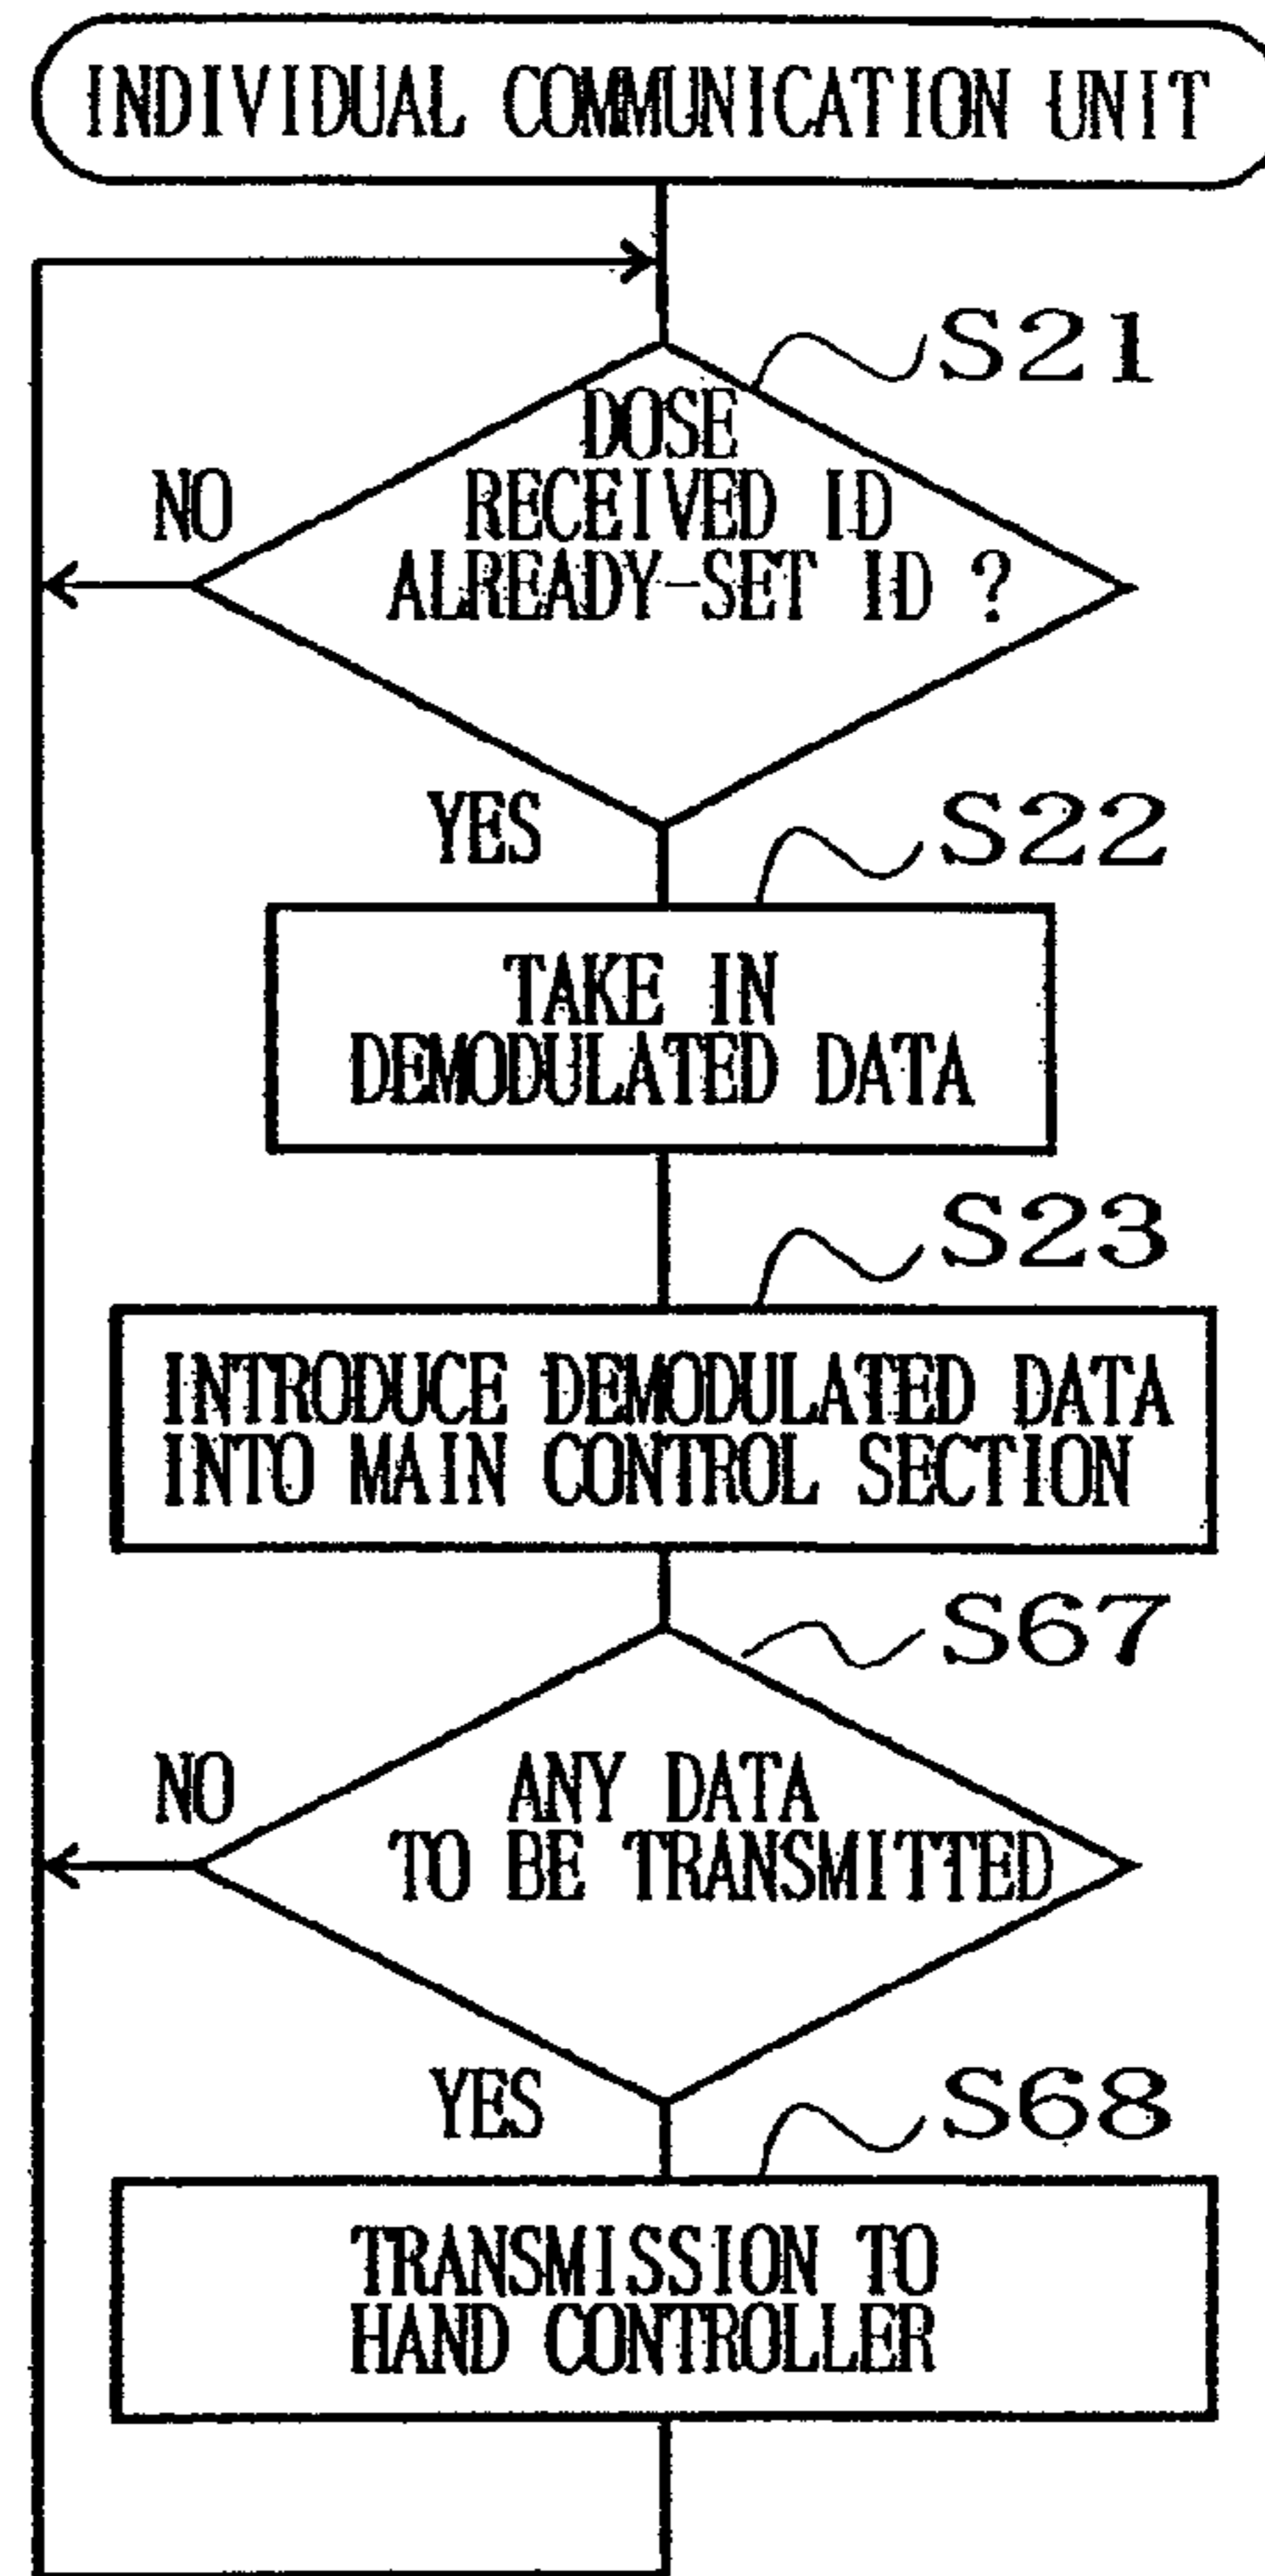 INDIVIDUAL COMMUNICATION UNIT
S21
DOSE
RECEIVED ID
ALREADY-SET ID ?
NO
YES
S22
TAKE IN
DEMODULATED DATA
S23
INTRODUCE DEMODULATED DATA
INTO MAIN CONTROL SECTION
S67
NO
ANY DATA
TO BE TRANSMITTED
YES
S68
TRANSMISSION TO
HAND CONTROLLER